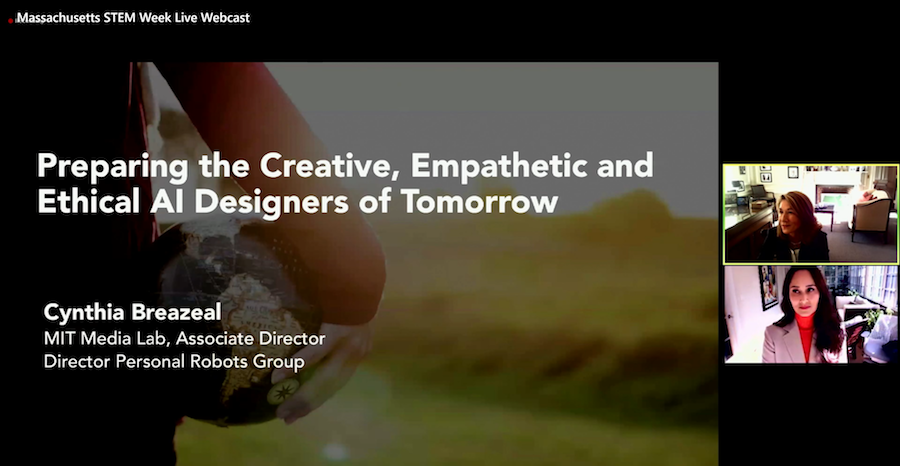 Massachusetts STEM Week Live Webcast
Preparing the Creative, Empathetic and
Ethical AI Designers of Tomorrow
Cynthia Breazeal
MIT Media Lab, Associate Director
Director Personal Robots Group